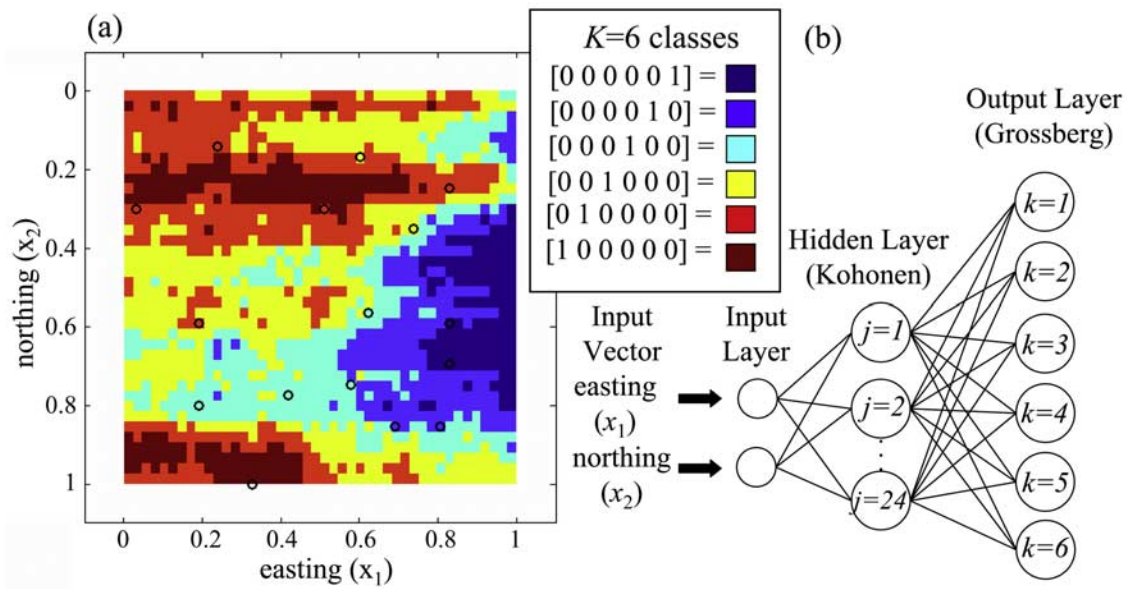 (a)
northing (x2)
0
0.2
0.4
0.6
0.8
1
0
0.2
0.4
0.6
0.8
1
easting (x1)
K=6 classes
[0 0 0 0 0 1] =
[0 0 0 0 1 0] =
[0 0 0 1 0 0] =
[0 0 1 0 0 0] =
[0 1 0 0 0 0] =
[1 0 0 0 0 0] =
(b)
Output Layer
(Grossberg)
Hidden Layer
(Kohonen)
Input
Vector
easting
(x1)
northing
(x2)
Input
Layer
j=1
j=2
j=24
k=1
k=2
k=3
k=4
k=5
k=6